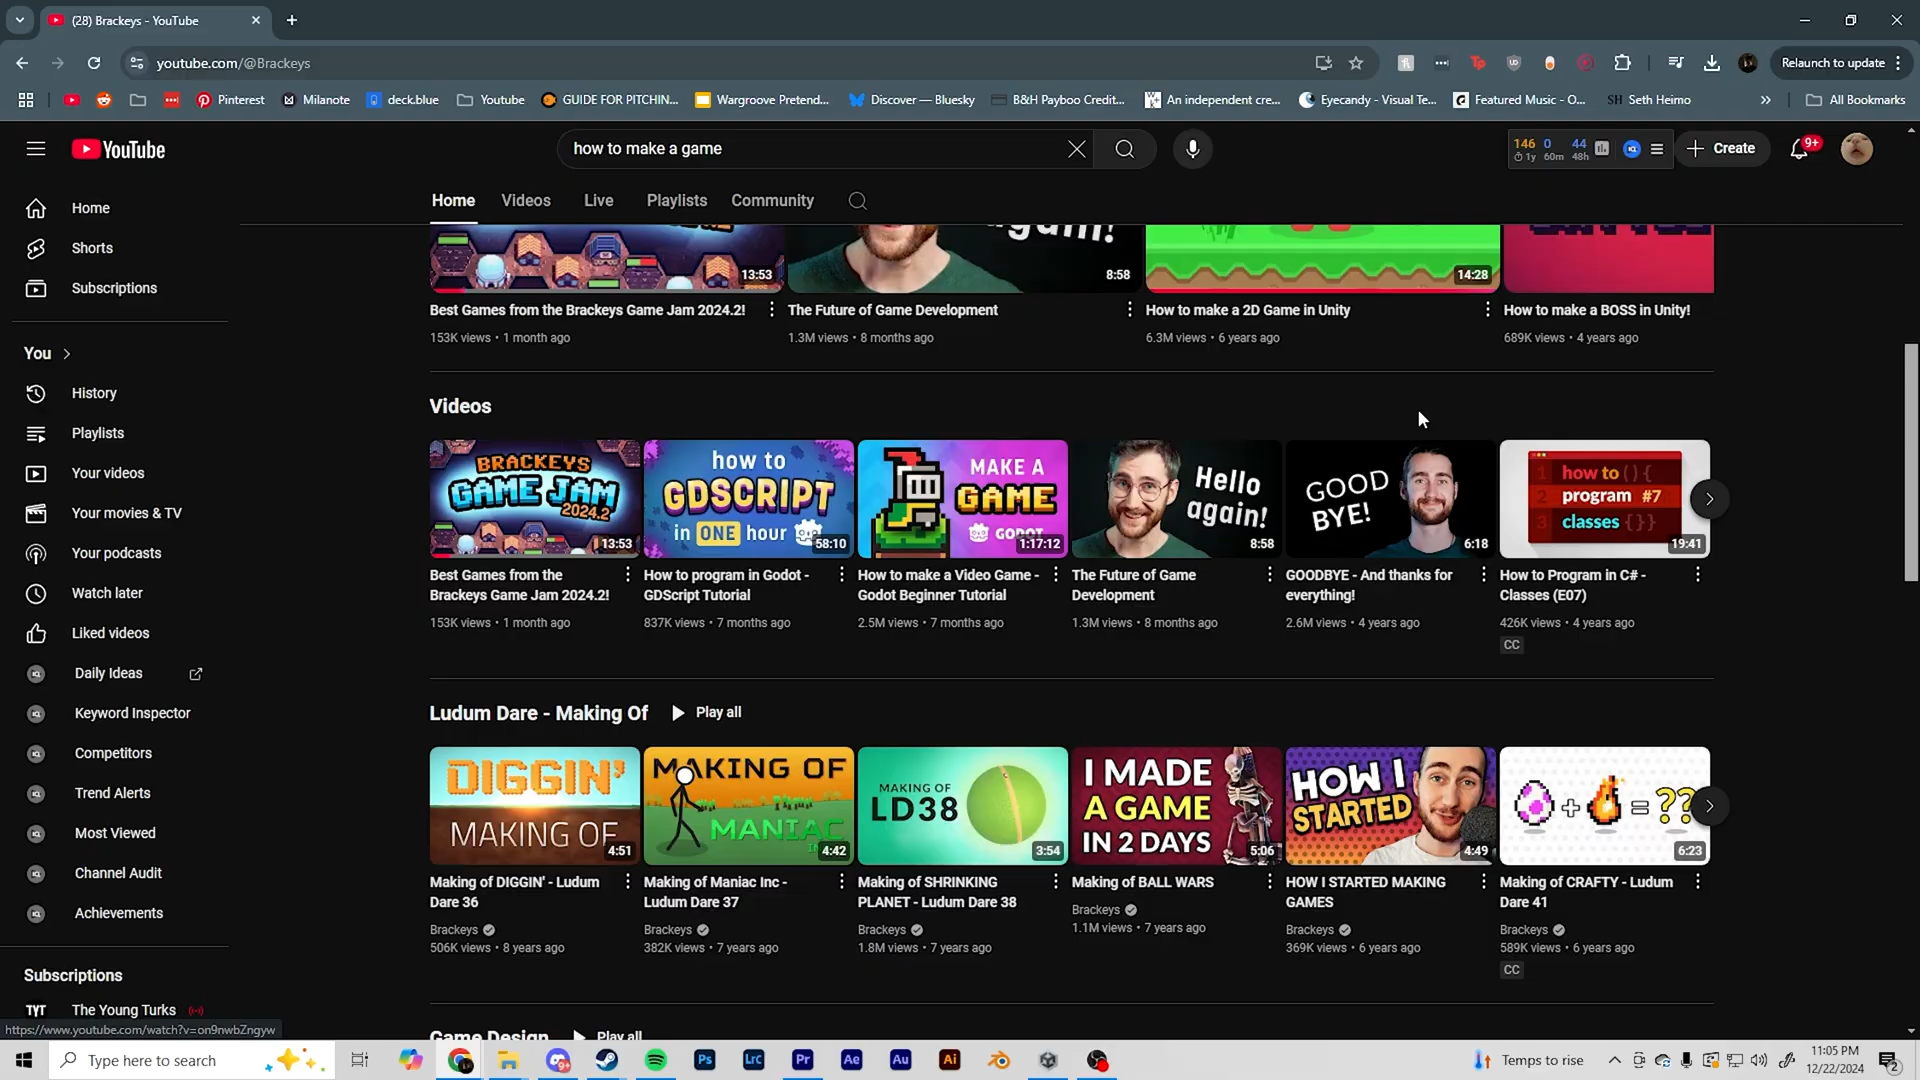 (28) Brackeys - YouTube
youtube.com/@Brackeys
Relaunch to update
Pinterest
Milanote
deck.blue
Youtube
GUIDE FOR PITCHIN...
Wargroove Pretend...
Discover — Bluesky
B&H Payboo Credit...
An independent cre...
Eyecandy - Visual Te...
Featured Music - O...
SH Seth Heimo
All Bookmarks
YouTube
how to make a game
146 0 44
1y 60m 48h
Create
9+
Home
Videos
Live
Playlists
Community
Home
Shorts
Subscriptions
You
History
Playlists
Your videos
Your movies & TV
Your podcasts
Watch later
Liked videos
Daily Ideas
Keyword Inspector
Competitors
Trend Alerts
Most Viewed
Channel Audit
Achievements
Subscriptions
TYT The Young Turks
https://www.youtube.com/watch?v=on9nwbZngyw
again!
13:53
8:58
14:28
Best Games from the Brackeys Game Jam 2024.2!
153K views • 1 month ago
The Future of Game Development
1.3M views • 8 months ago
How to make a 2D Game in Unity
6.3M views • 6 years ago
How to make a BOSS in Unity!
689K views • 4 years ago
Videos
BRACKEYS
GAME JAM
2024.2
13:53
Best Games from the
Brackeys Game Jam 2024.2!
153K views • 1 month ago
how to
GDSCRIPT
in ONE hour
58:10
How to program in Godot -
GDScript Tutorial
837K views • 7 months ago
MAKE A
GAME
GODOT
1:17:12
How to make a Video Game -
Godot Beginner Tutorial
2.5M views • 7 months ago
Hello
again!
8:58
The Future of Game
Development
1.3M views • 8 months ago
GOOD
BYE!
6:18
GOODBYE - And thanks for
everything!
2.6M views • 4 years ago
1 how to () {
2 program #7
3 classes {}}
19:41
How to Program in C# -
Classes (E07)
426K views • 4 years ago
CC
Ludum Dare - Making Of
Play all
DIGGIN'
MAKING OF
4:51
Making of DIGGIN' - Ludum
Dare 36
Brackeys
506K views • 8 years ago
MAKING OF
MANIAC
4:42
Making of Maniac Inc -
Ludum Dare 37
Brackeys
382K views • 7 years ago
MAKING OF
LD38
3:54
Making of SHRINKING
PLANET - Ludum Dare 38
Brackeys
1.8M views • 7 years ago
I MADE
A GAME
IN 2 DAYS
5:06
Making of BALL WARS
Brackeys
1.1M views • 7 years ago
HOW I
STARTED
4:49
HOW I STARTED MAKING
GAMES
Brackeys
369K views • 6 years ago
+ = ??
6:23
Making of CRAFTY - Ludum
Dare 41
Brackeys
589K views • 6 years ago
CC
Game Design
Play all
Type here to search
Ps
Lrc
Pr
Ae
Au
Ai
Temps to rise
11:05 PM
12/22/2024
2